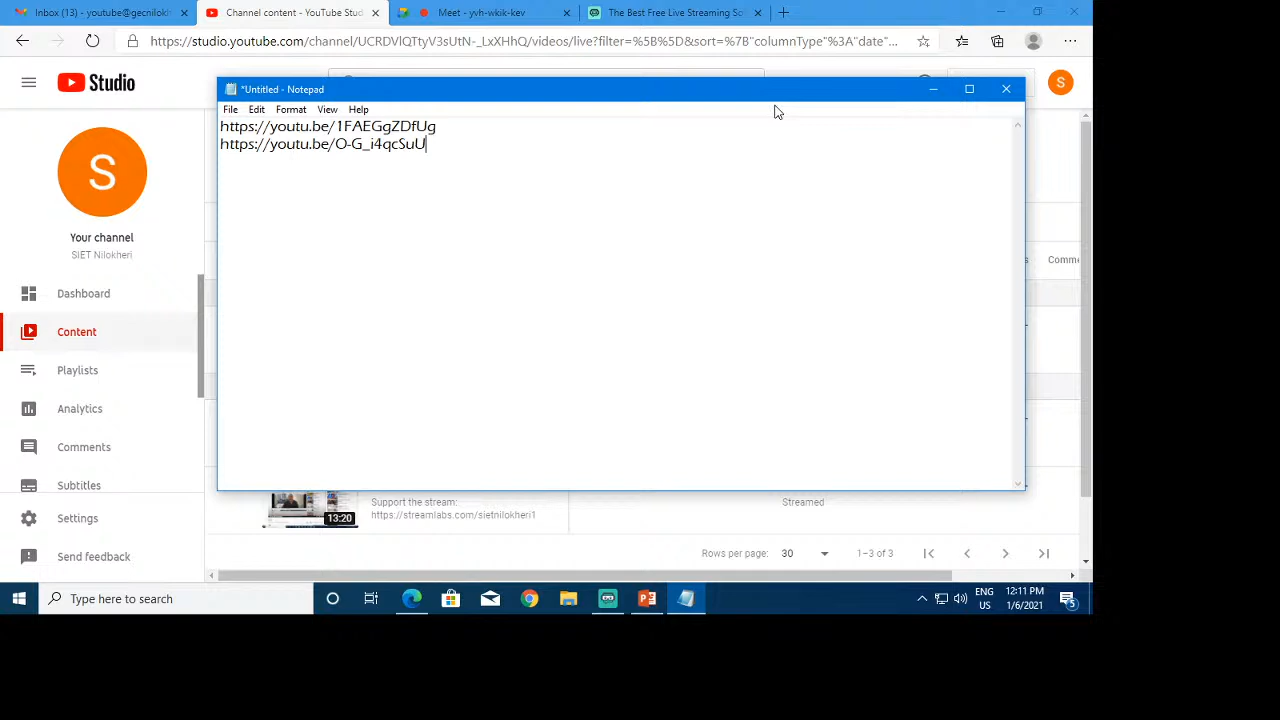 Inbox (13) - youtube@gecnilokh
Channel content - YouTube Stud
Meet - yvh-wkik-kev
The Best Free Live Streaming So
https://studio.youtube.com/channel/UCRDVlQTtyV3sUtN-_LxXHhQ/videos/live?filter=%5B%5D&sort=%7B"columnType"%3A"date"...
Studio
S
*Untitled - Notepad
File Edit Format View Help
https://youtu.be/1FAEGgZDfUg
https://youtu.be/O-G_i4qcSuU
S
Your channel
SIET Nilokheri
Dashboard
Content
Playlists
Analytics
Comments
Subtitles
Settings
Send feedback
s Comme
13:20
Support the stream:
https://streamlabs.com/sietnilokheri1
Streamed
Rows per page: 30 1–3 of 3
Type here to search
ENG
US
12:11 PM
1/6/2021
5